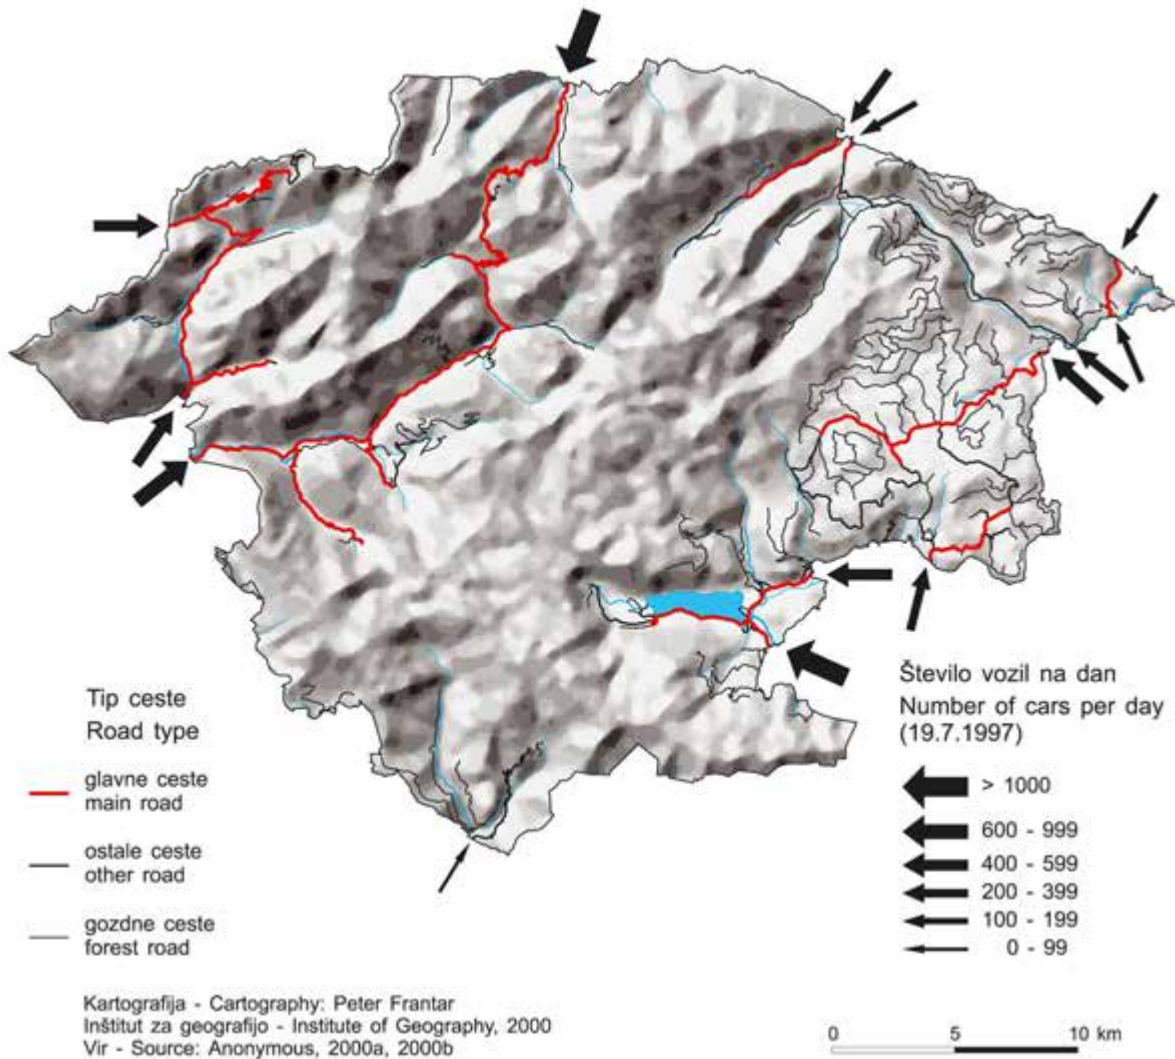 Tip ceste
Road type
glavne ceste
main road
ostale ceste
other road
gozdne ceste
forest road
Število vozil na dan
Number of cars per day
(19.7.1997)
> 1000
600 - 999
400 - 599
200 - 399
100 - 199
0 - 99
Kartografija - Cartography: Peter Frantar
Inštitut za geografijo - Institute of Geography, 2000
Vir - Source: Anonymous, 2000a, 2000b
0 5 10 km